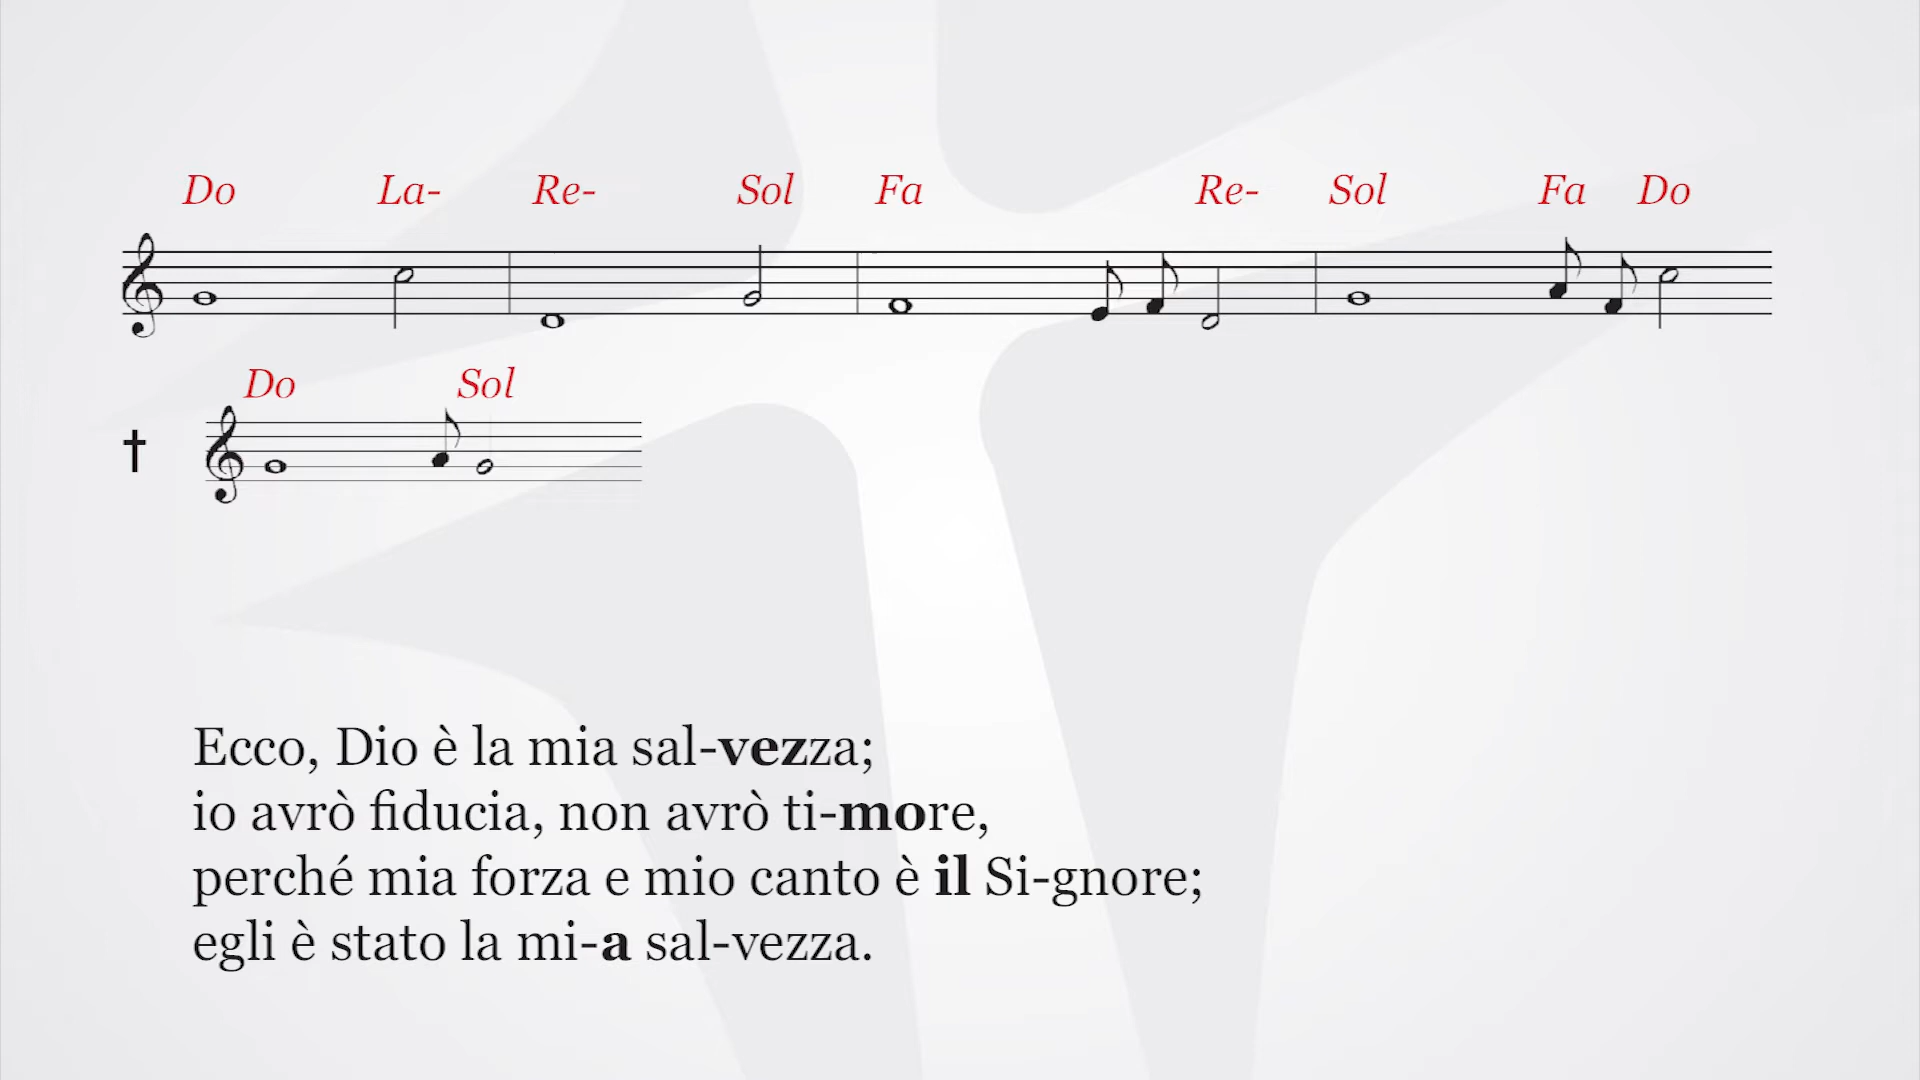 Do La- Re- Sol Fa Re- Sol Fa Do
Do Sol
†
Ecco, Dio è la mia sal-vezza;
io avrò fiducia, non avrò ti-more,
perché mia forza e mio canto è il Si-gnore;
egli è stato la mi-a sal-vezza.